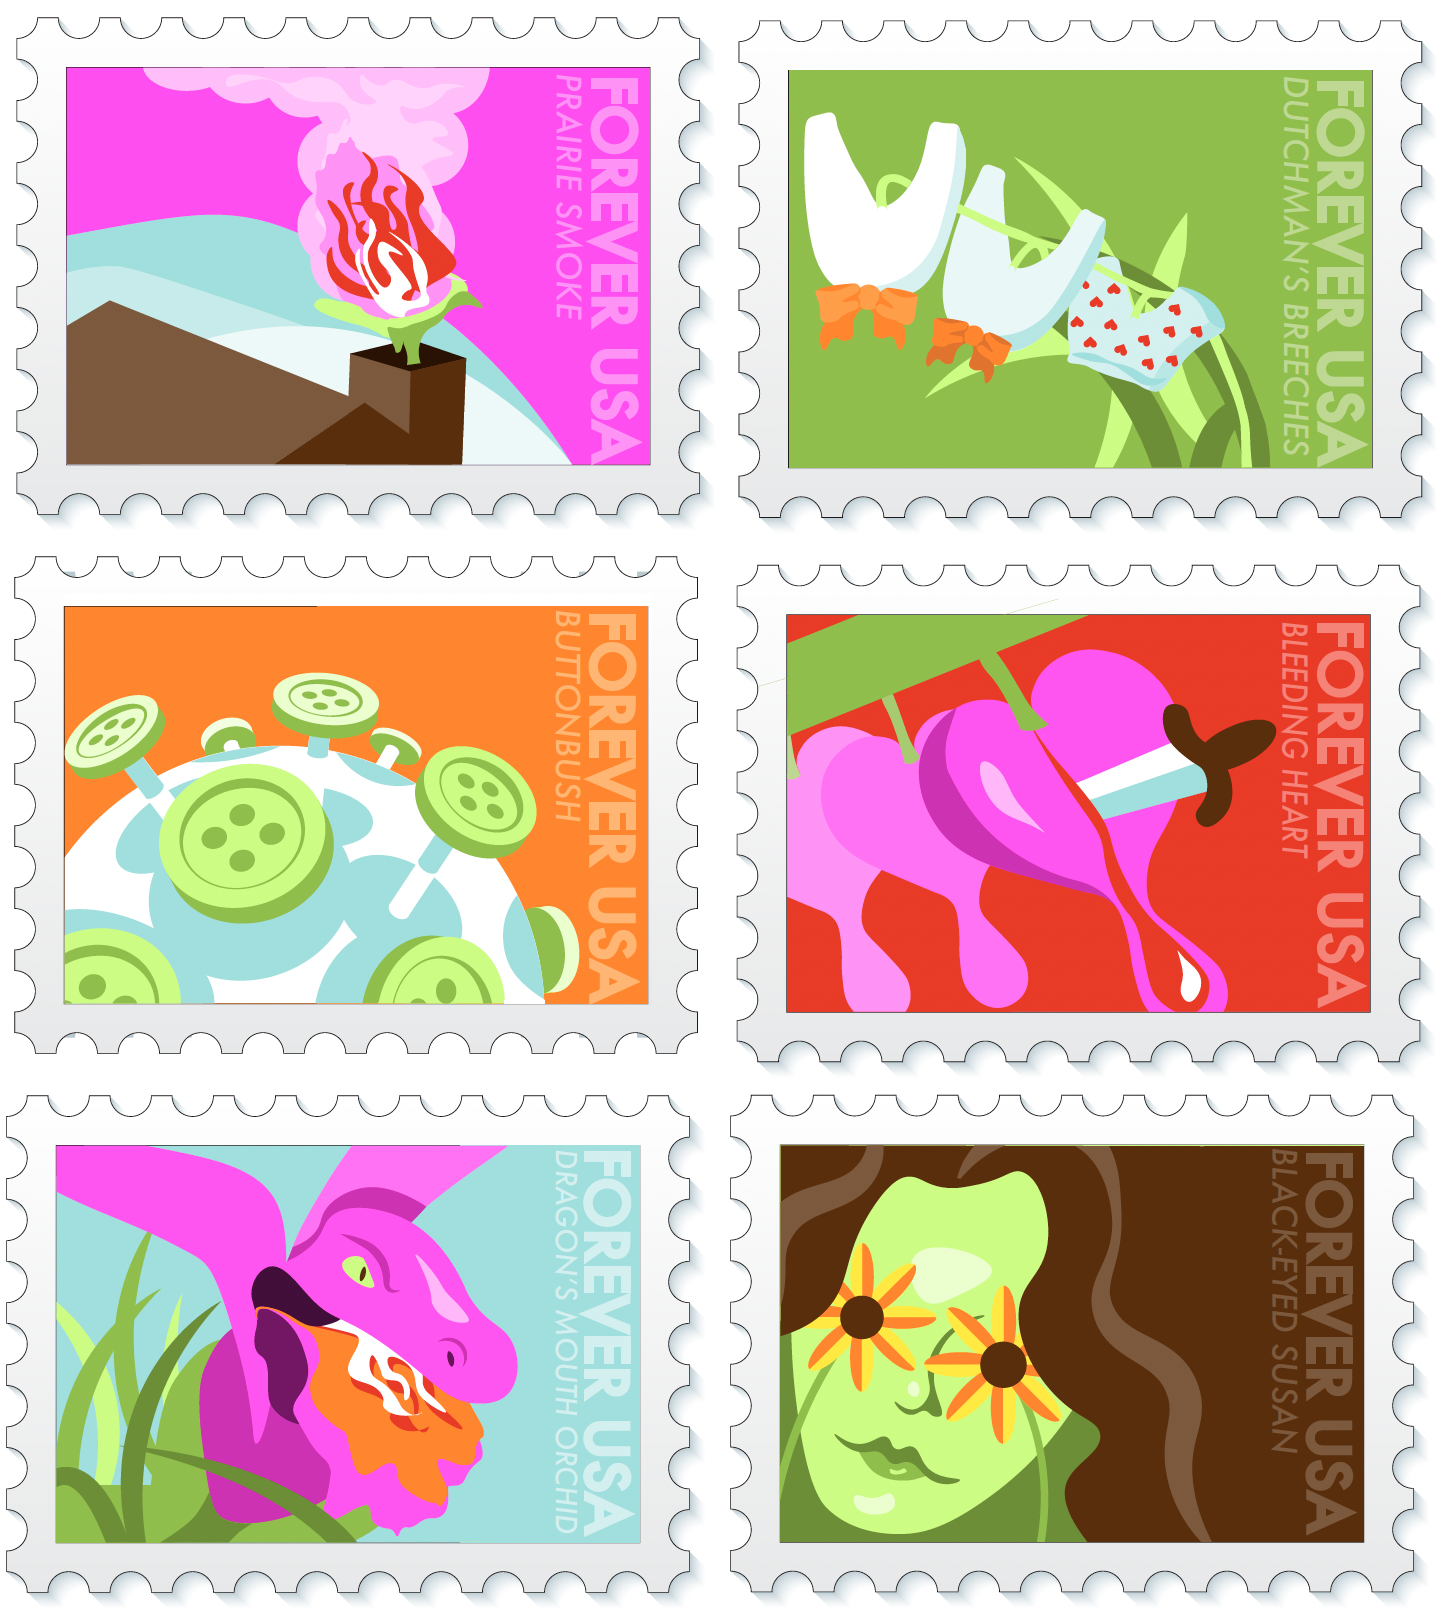 FOREVER USA
PRAIRIE SMOKE
FOREVER USA
DUTCHMAN'S BREECHES
FOREVER USA
BUTTONBUSH
FOREVER USA
BLEEDING HEART
FOREVER USA
DRAGON'S MOUTH ORCHID
FOREVER USA
BLACK-EYED SUSAN